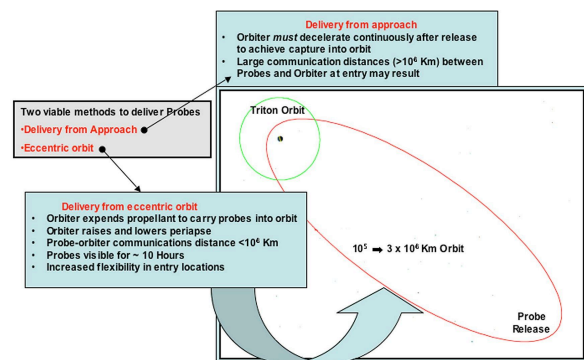 Delivery from approach
• Orbiter must decelerate continuously after release
to achieve capture into orbit
• Large communication distances (>10⁶ Km) between
Probes and Orbiter at entry may result
Two viable methods to deliver Probes
•Delivery from Approach
•Eccentric orbit
Triton Orbit
Delivery from eccentric orbit
• Orbiter expends propellant to carry probes into orbit
• Orbiter raises and lowers periapse
• Probe-orbiter communications distance <10⁶ Km
• Probes visible for ~ 10 Hours
• Increased flexibility in entry locations
10⁵ ➡ 3 x 10⁶ Km Orbit
Probe
Release